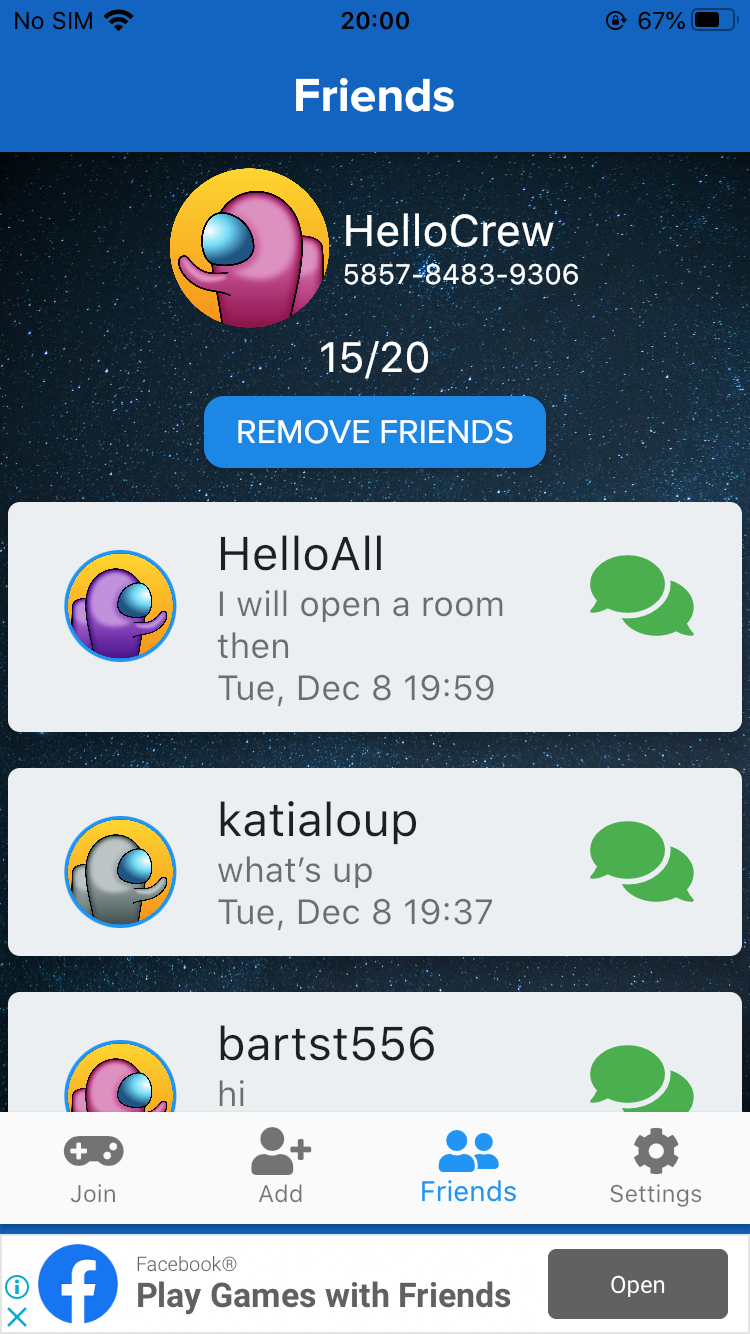 No SIM 20:00 67%
Friends
HelloCrew
5857-8483-9306
15/20
REMOVE FRIENDS
HelloAll
I will open a room
then
Tue, Dec 8 19:59
katialoup
what’s up
Tue, Dec 8 19:37
bartst556
hi
Join Add Friends Settings
Facebook®
Play Games with Friends
Open